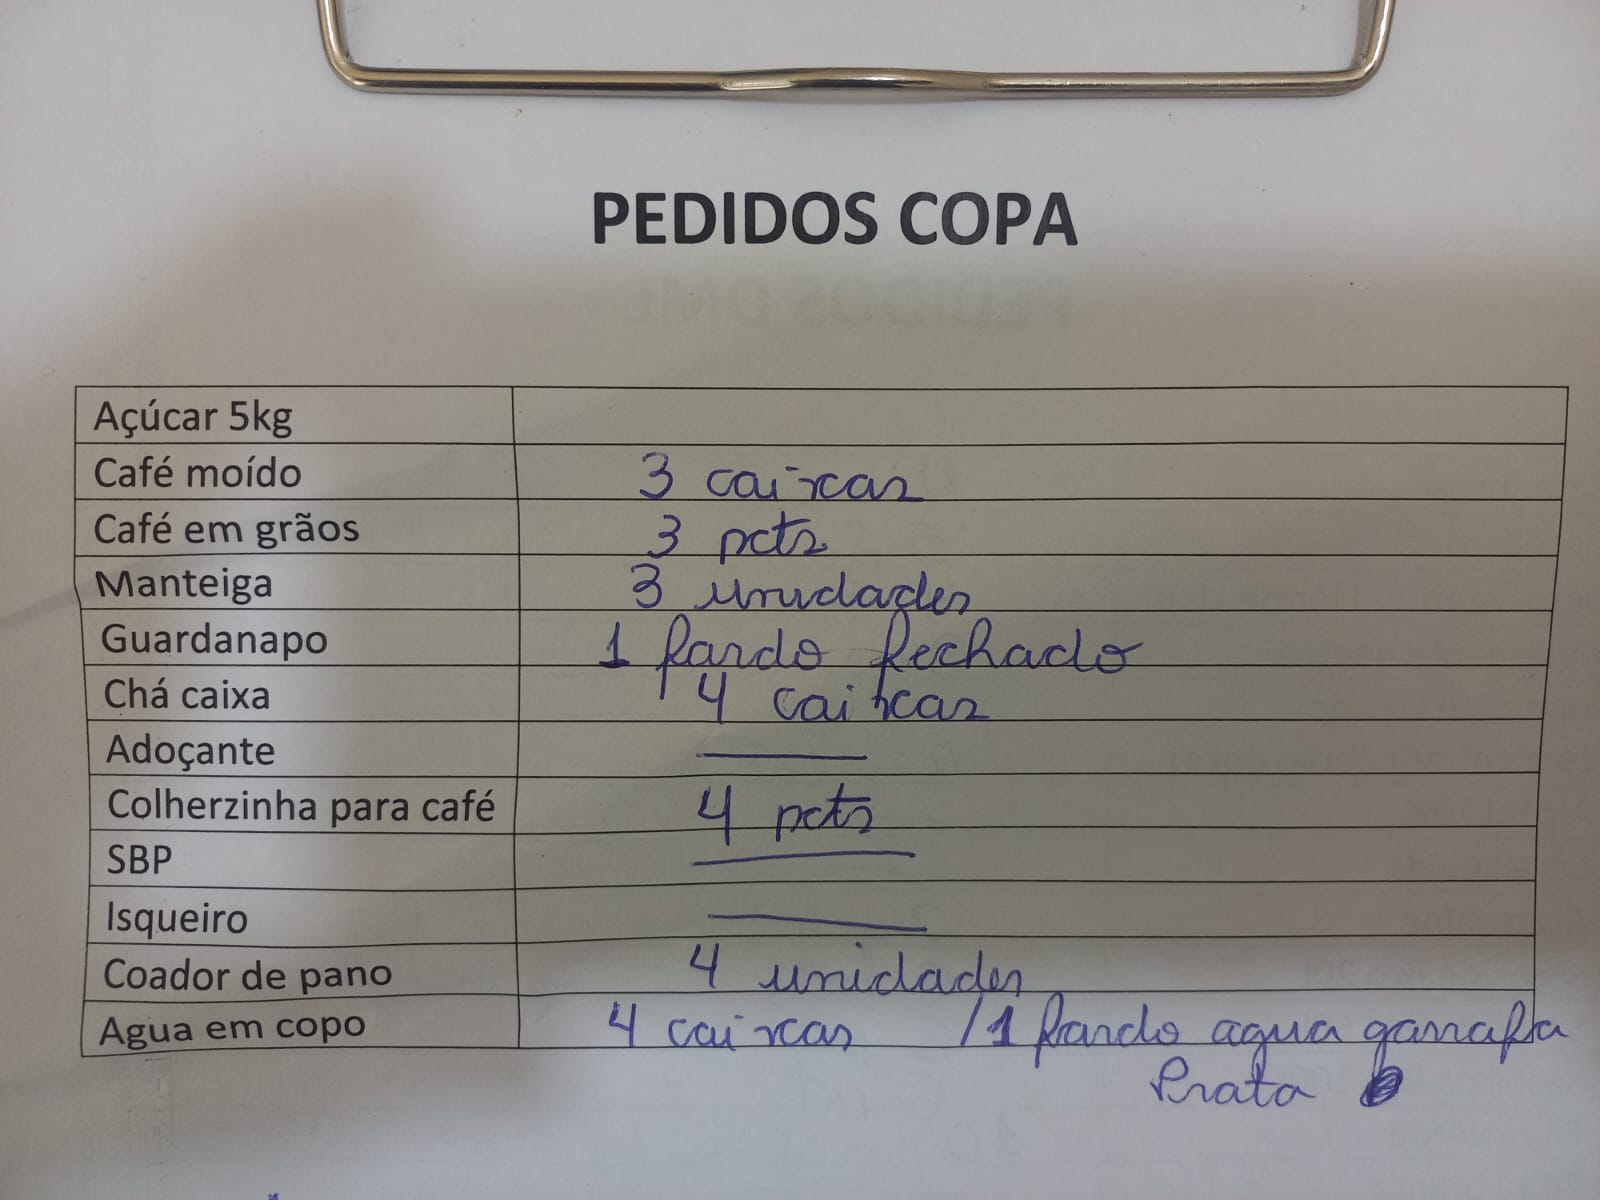 PEDIDOS COPA
Açúcar 5kg
Café moído 3 caixas
Café em grãos 3 pcts
Manteiga 3 unidades
Guardanapo 1 fardo fechado
Chá caixa 4 caixas
Adoçante
Colherzinha para café 4 pcts
SBP
Isqueiro
Coador de pano 4 unidades
Agua em copo 4 caixas /1 fardo agua garrafa
Prata